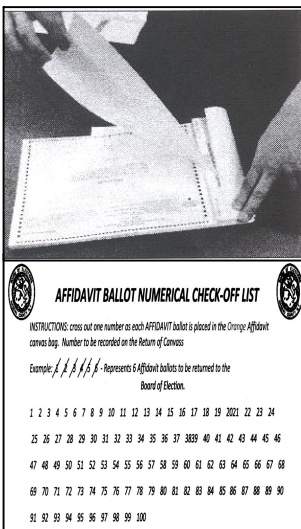 AFFIDAVIT BALLOT NUMERICAL CHECK-OFF LIST
INSTRUCTIONS: cross out one number as each AFFIDAVIT ballot is placed in the Orange Affidavit
canvas bag. Number to be recorded on the Return of Canvass
Example: 1 2 3 4 5 6 - Represents 6 Affidavit ballots to be returned to the
Board of Election.
1 2 3 4 5 6 7 8 9 10 11 12 13 14 15 16 17 18 19 2021 22 23 24
25 26 27 28 29 30 31 32 33 34 35 36 37 3839 40 41 42 43 44 45 46
47 48 49 50 51 52 53 54 55 56 57 58 59 60 61 62 63 64 65 66 67 68
69 70 71 72 73 74 75 76 77 78 79 80 81 82 83 84 85 86 87 88 89 90
91 92 93 94 95 96 97 98 99 100